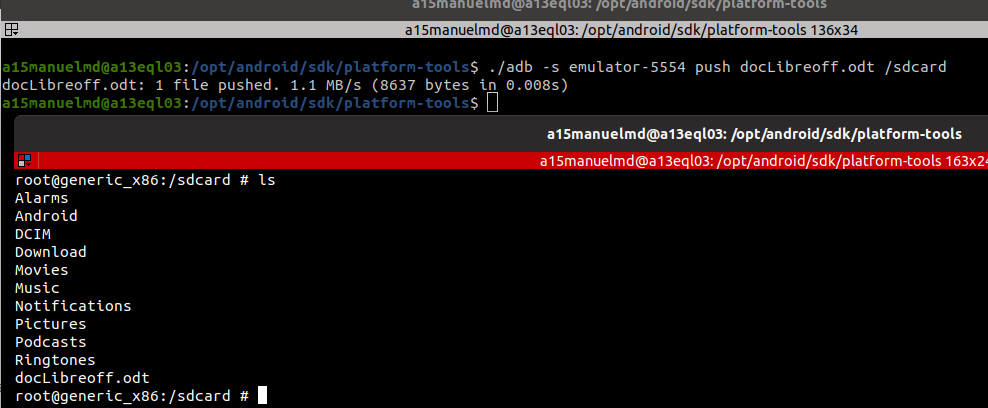 a15manuelmd@a13eql03: /opt/android/sdk/platform-tools
a15manuelmd@a13eql03: /opt/android/sdk/platform-tools 136x34
a15manuelmd@a13eql03:/opt/android/sdk/platform-tools$ ./adb -s emulator-5554 push docLibreoff.odt /sdcard
docLibreoff.odt: 1 file pushed. 1.1 MB/s (8637 bytes in 0.008s)
a15manuelmd@a13eql03:/opt/android/sdk/platform-tools$
a15manuelmd@a13eql03: /opt/android/sdk/platform-tools
a15manuelmd@a13eql03: /opt/android/sdk/platform-tools 163x24
root@generic_x86:/sdcard # ls
Alarms
Android
DCIM
Download
Movies
Music
Notifications
Pictures
Podcasts
Ringtones
docLibreoff.odt
root@generic_x86:/sdcard #